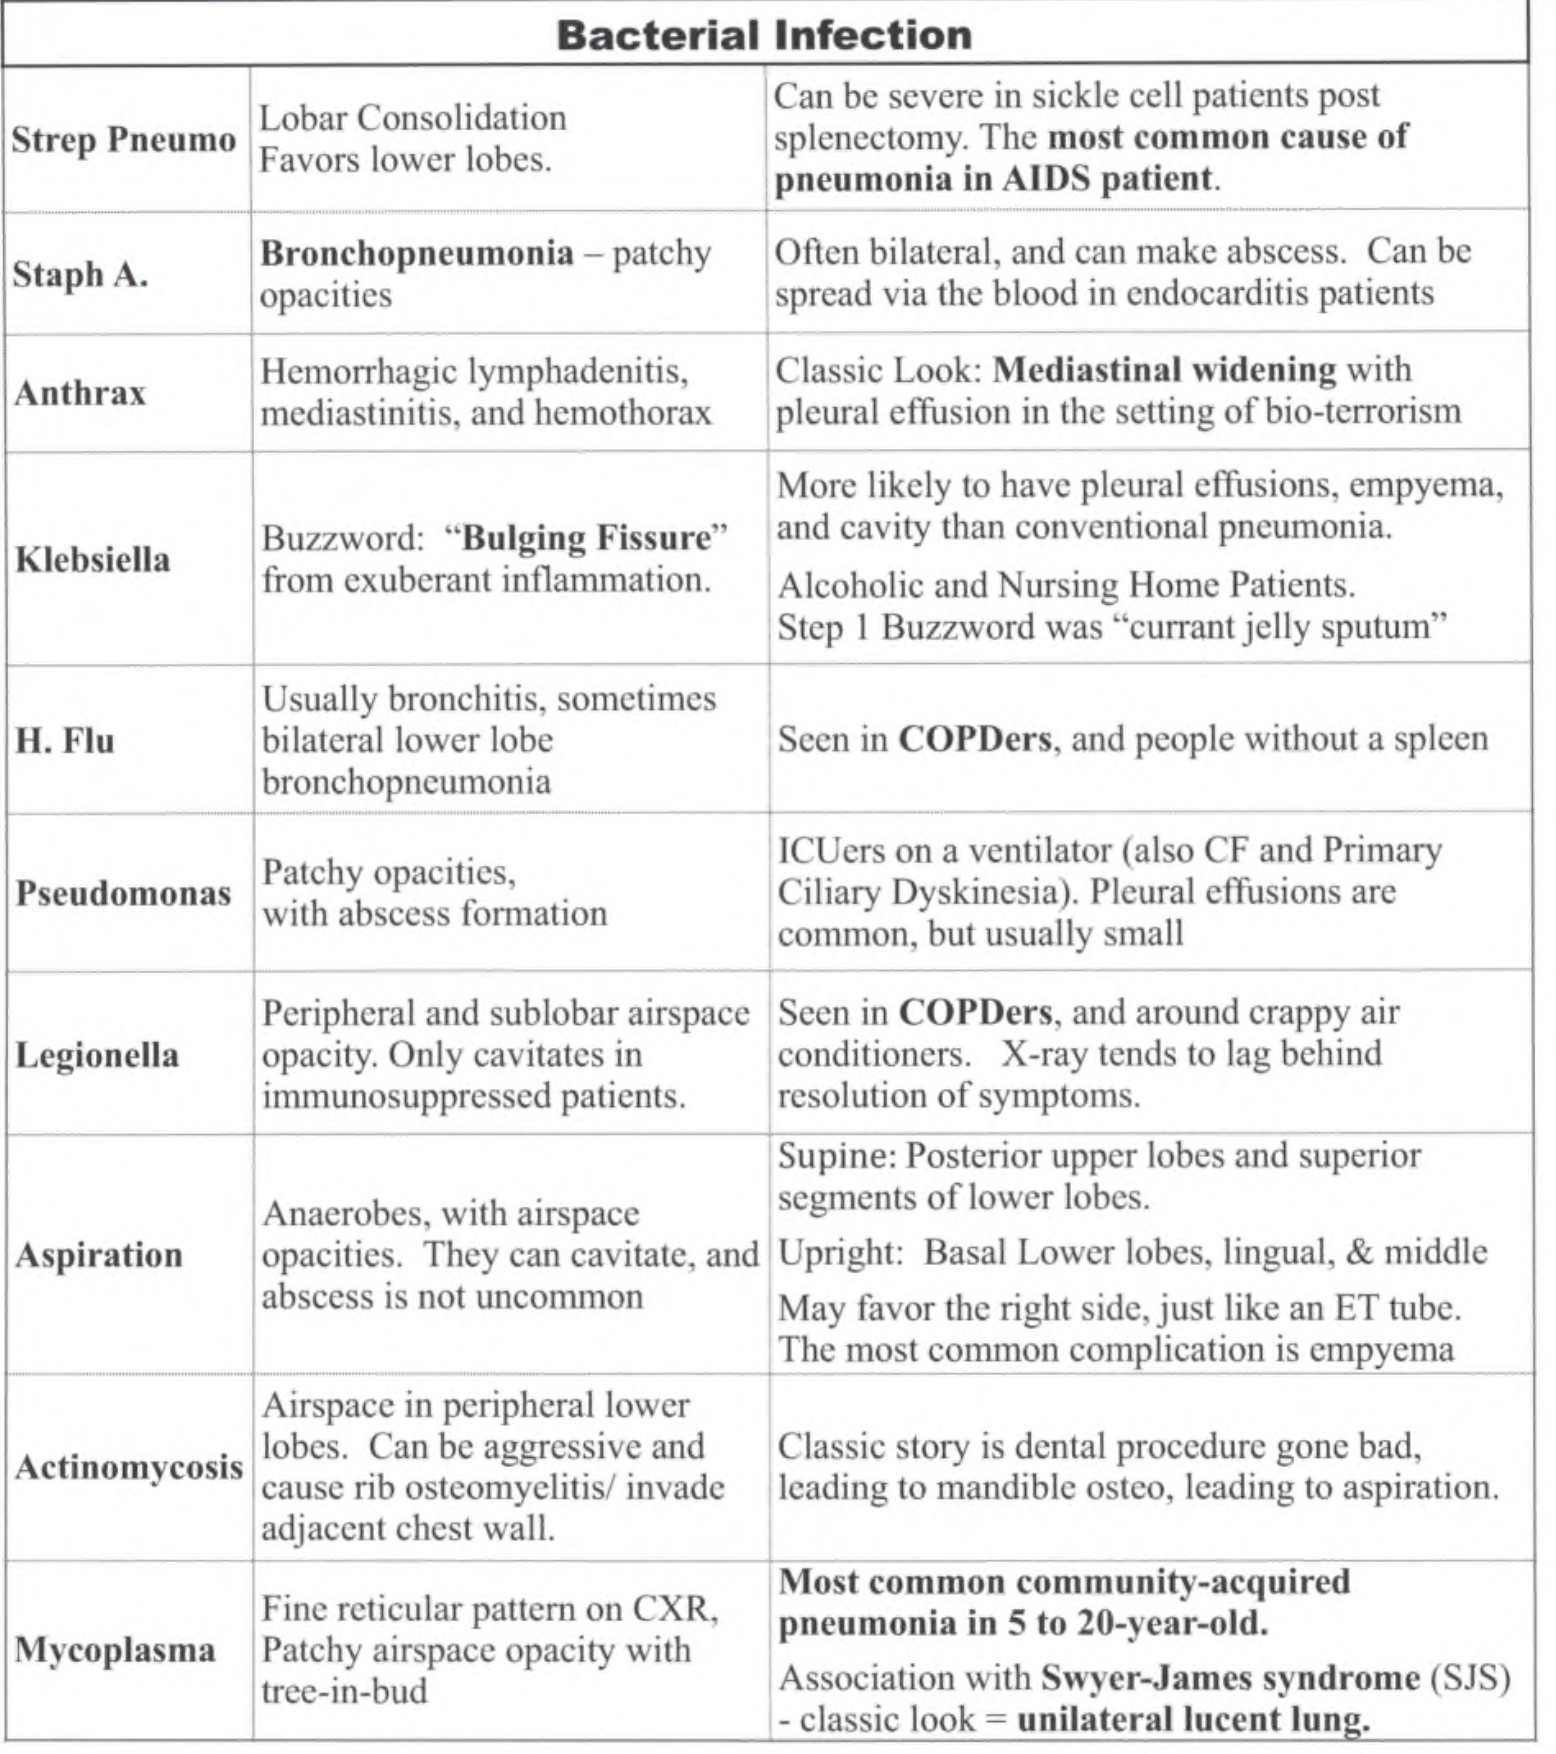 Bacterial Infection
Strep Pneumo
Lobar Consolidation
Favors lower lobes.
Can be severe in sickle cell patients post
splenectomy. The most common cause of
pneumonia in AIDS patient.
Staph A.
Bronchopneumonia – patchy
opacities
Often bilateral, and can make abscess. Can be
spread via the blood in endocarditis patients
Anthrax
Hemorrhagic lymphadenitis,
mediastinitis, and hemothorax
Classic Look: Mediastinal widening with
pleural effusion in the setting of bio-terrorism
Klebsiella
Buzzword: “Bulging Fissure”
from exuberant inflammation.
More likely to have pleural effusions, empyema,
and cavity than conventional pneumonia.
Alcoholic and Nursing Home Patients.
Step 1 Buzzword was “currant jelly sputum”
H. Flu
Usually bronchitis, sometimes
bilateral lower lobe
bronchopneumonia
Seen in COPDers, and people without a spleen
Pseudomonas
Patchy opacities,
with abscess formation
ICUers on a ventilator (also CF and Primary
Ciliary Dyskinesia). Pleural effusions are
common, but usually small
Legionella
Peripheral and sublobar airspace
opacity. Only cavitates in
immunosuppressed patients.
Seen in COPDers, and around crappy air
conditioners. X-ray tends to lag behind
resolution of symptoms.
Aspiration
Anaerobes, with airspace
opacities. They can cavitate, and
abscess is not uncommon
Supine: Posterior upper lobes and superior
segments of lower lobes.
Upright: Basal Lower lobes, lingual, & middle
May favor the right side, just like an ET tube.
The most common complication is empyema
Actinomycosis
Airspace in peripheral lower
lobes. Can be aggressive and
cause rib osteomyelitis/ invade
adjacent chest wall.
Classic story is dental procedure gone bad,
leading to mandible osteo, leading to aspiration.
Mycoplasma
Fine reticular pattern on CXR,
Patchy airspace opacity with
tree-in-bud
Most common community-acquired
pneumonia in 5 to 20-year-old.
Association with Swyer-James syndrome (SJS)
- classic look = unilateral lucent lung.